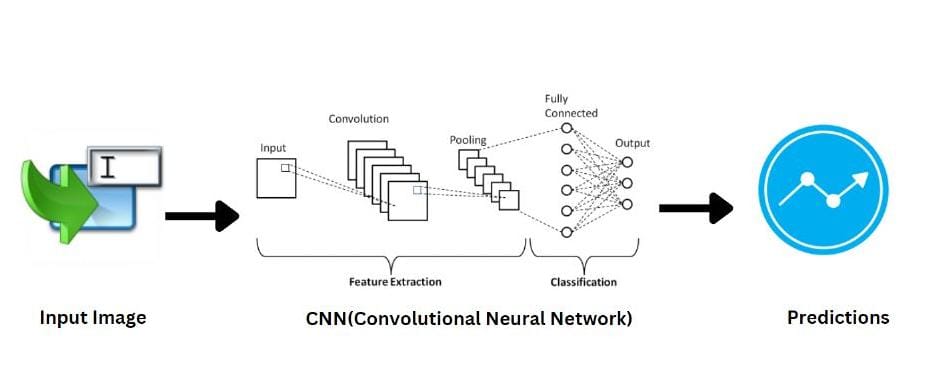 I
Input
Convolution
Pooling
Fully
Connected
Output
Feature Extraction
Classification
Input Image
CNN(Convolutional Neural Network)
Predictions